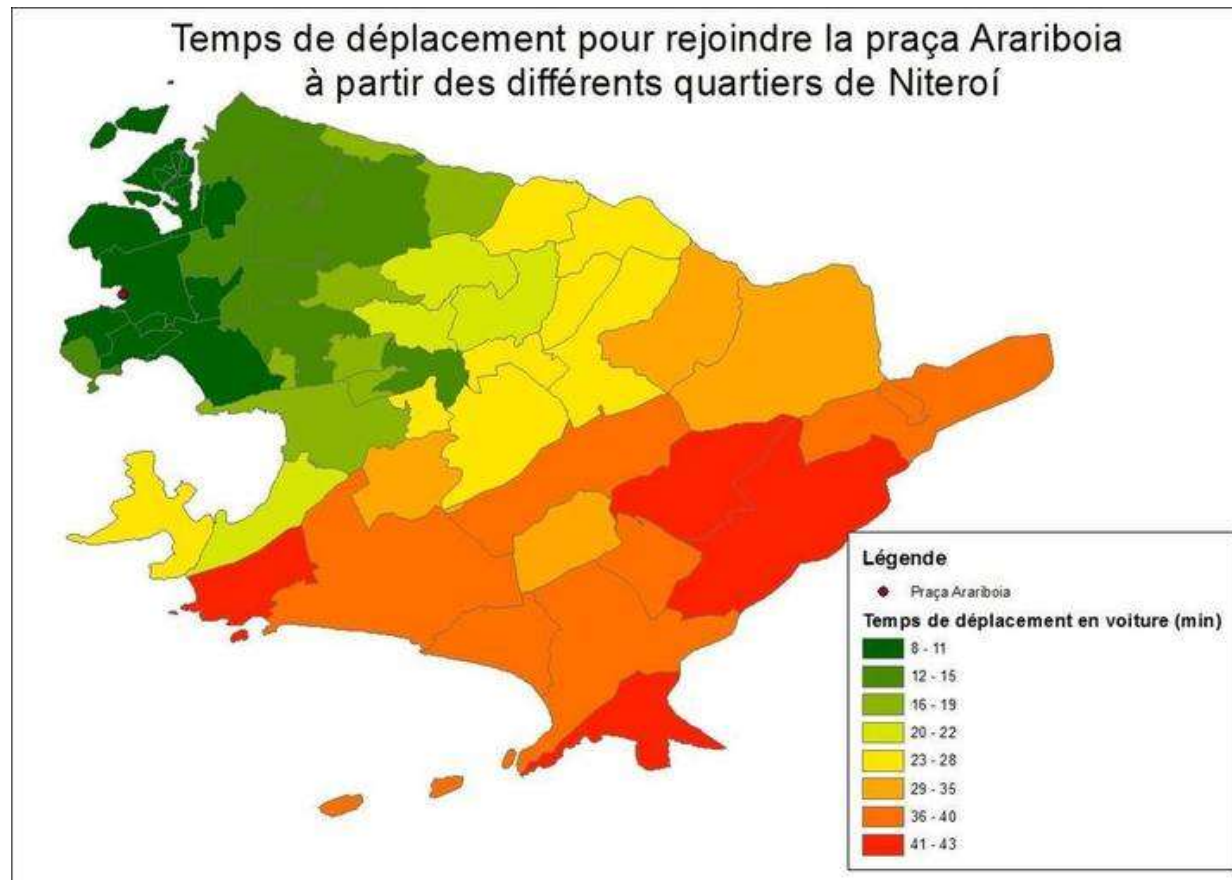 Temps de déplacement pour rejoindre la praça Arariboia
à partir des différents quartiers de Niteroí
Légende
Praça Arariboia
Temps de déplacement en voiture (min)
8 - 11
12 - 15
16 - 19
20 - 22
23 - 28
29 - 35
36 - 40
41 - 43